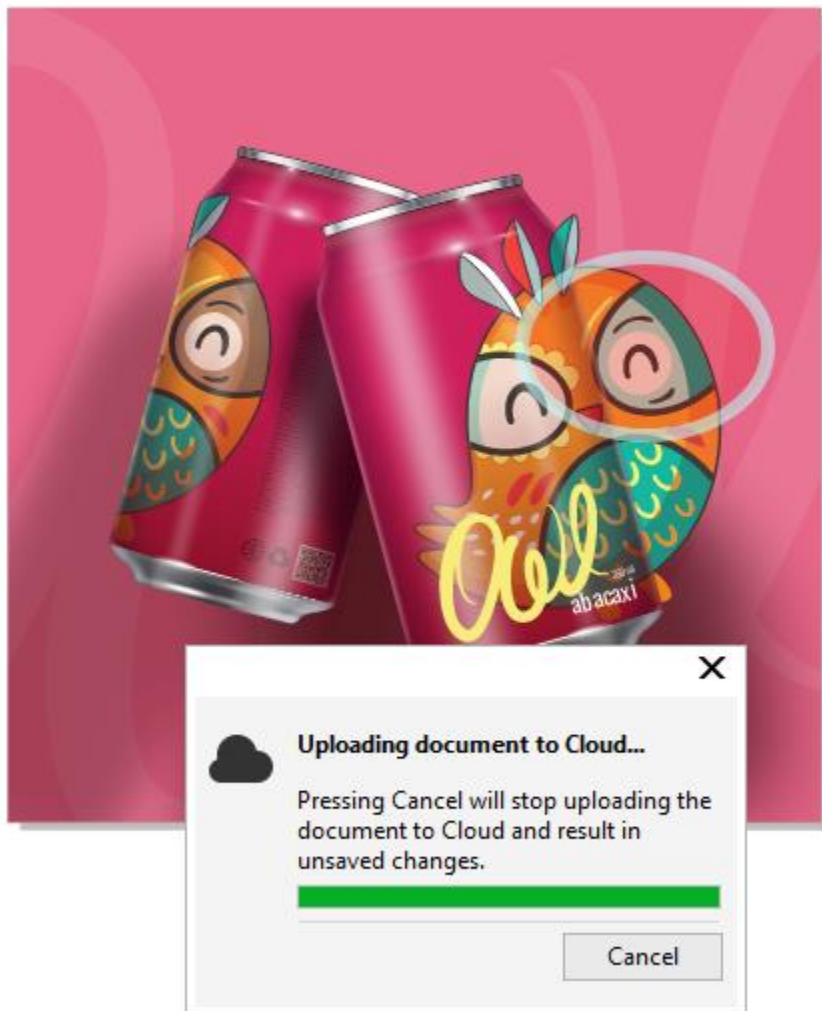 Owl
abacaxi
Uploading document to Cloud...
Pressing Cancel will stop uploading the
document to Cloud and result in
unsaved changes.
Cancel